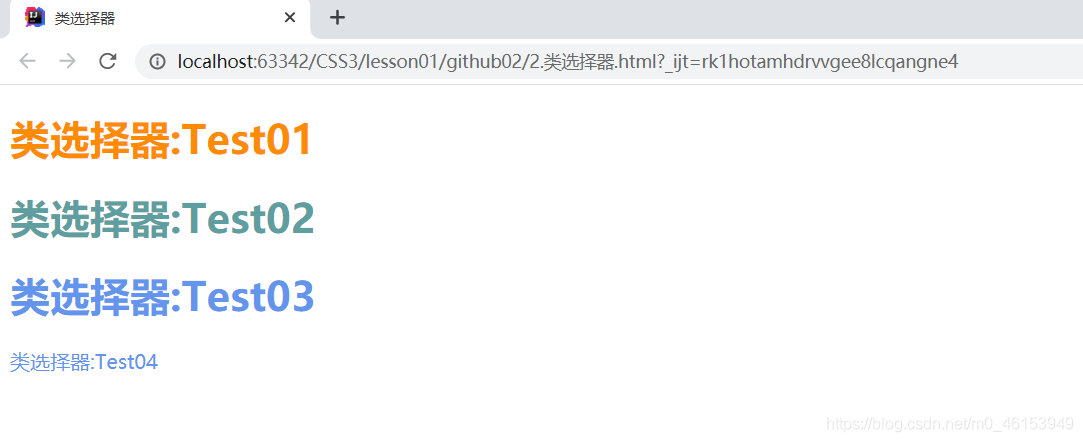 类选择器
localhost:63342/CSS3/lesson01/github02/2.类选择器.html?_ijt=rk1hotamhdrvvgee8lcqangne4
类选择器:Test01
类选择器:Test02
类选择器:Test03
类选择器:Test04
https://blog.csdn.net/m0_46153949